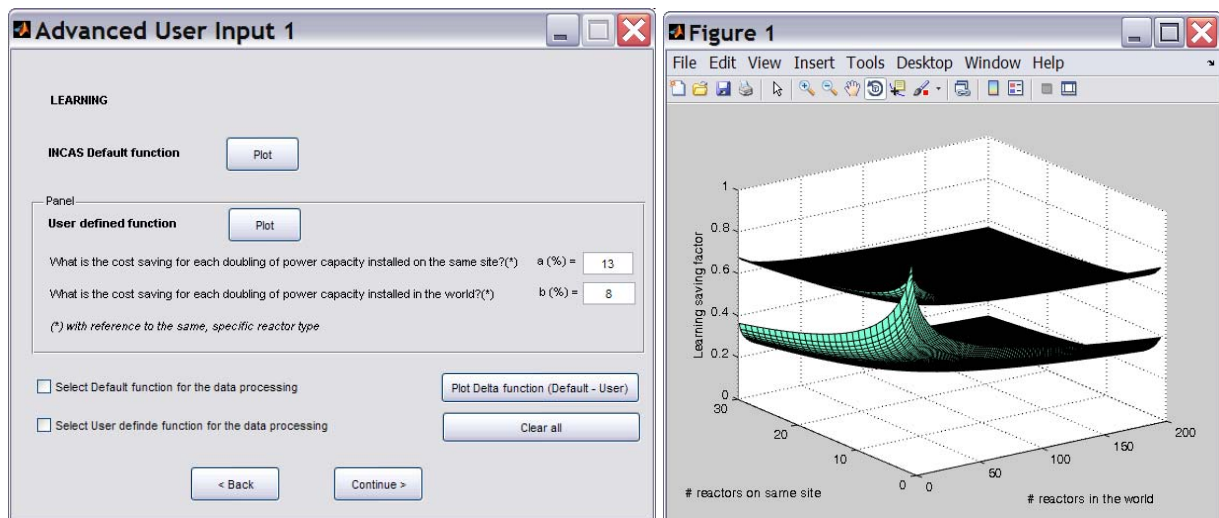 Advanced User Input 1
LEARNING
INCAS Default function
Plot
Panel
User defined function
Plot
What is the cost saving for each doubling of power capacity installed on the same site?(*) a (%) = 13
What is the cost saving for each doubling of power capacity installed in the world?(*) b (%) = 8
(*) with reference to the same, specific reactor type
Select Default function for the data processing
Plot Delta function (Default - User)
Select User definde function for the data processing
Clear all
< Back
Continue >
Figure 1
File Edit View Insert Tools Desktop Window Help
1
0.8
0.6
0.4
0.2
0
Learning saving factor
30
20
10
0
# reactors on same site
0
50
100
150
200
# reactors in the world